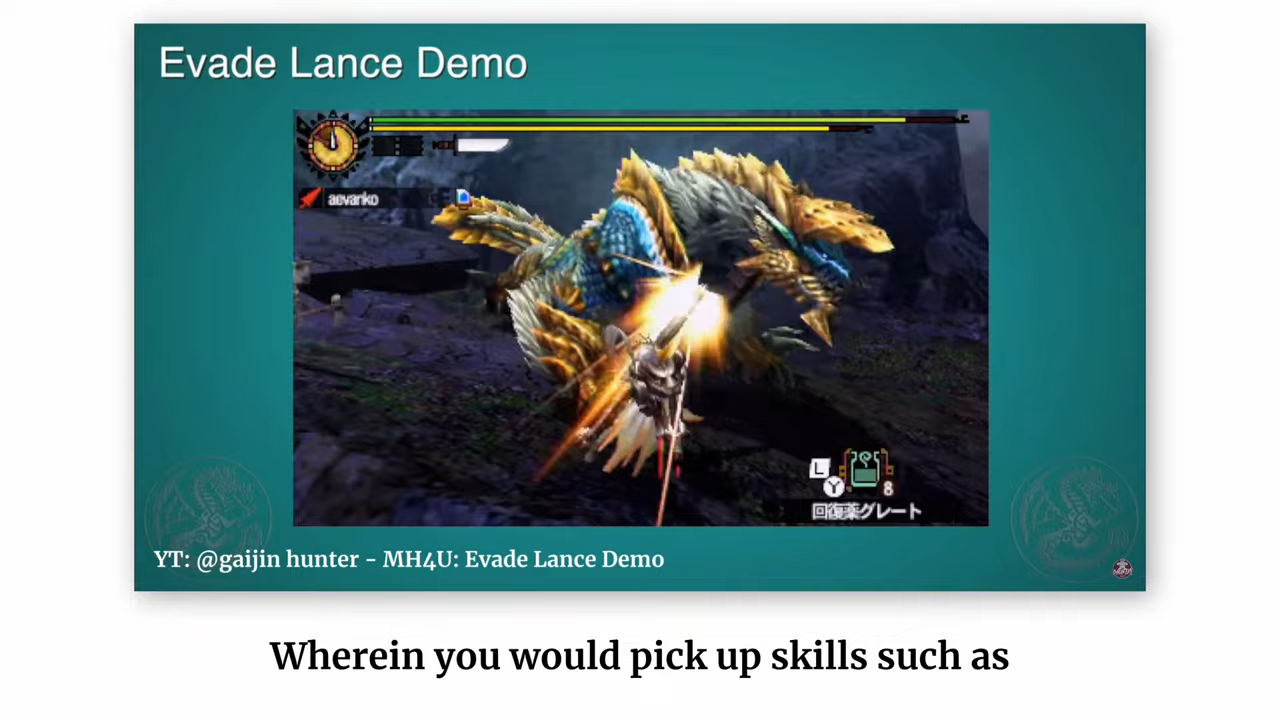 Evade Lance Demo
aevanko
L
Y
8
回復薬グレート
YT: @gaijin hunter - MH4U: Evade Lance Demo
Wherein you would pick up skills such as